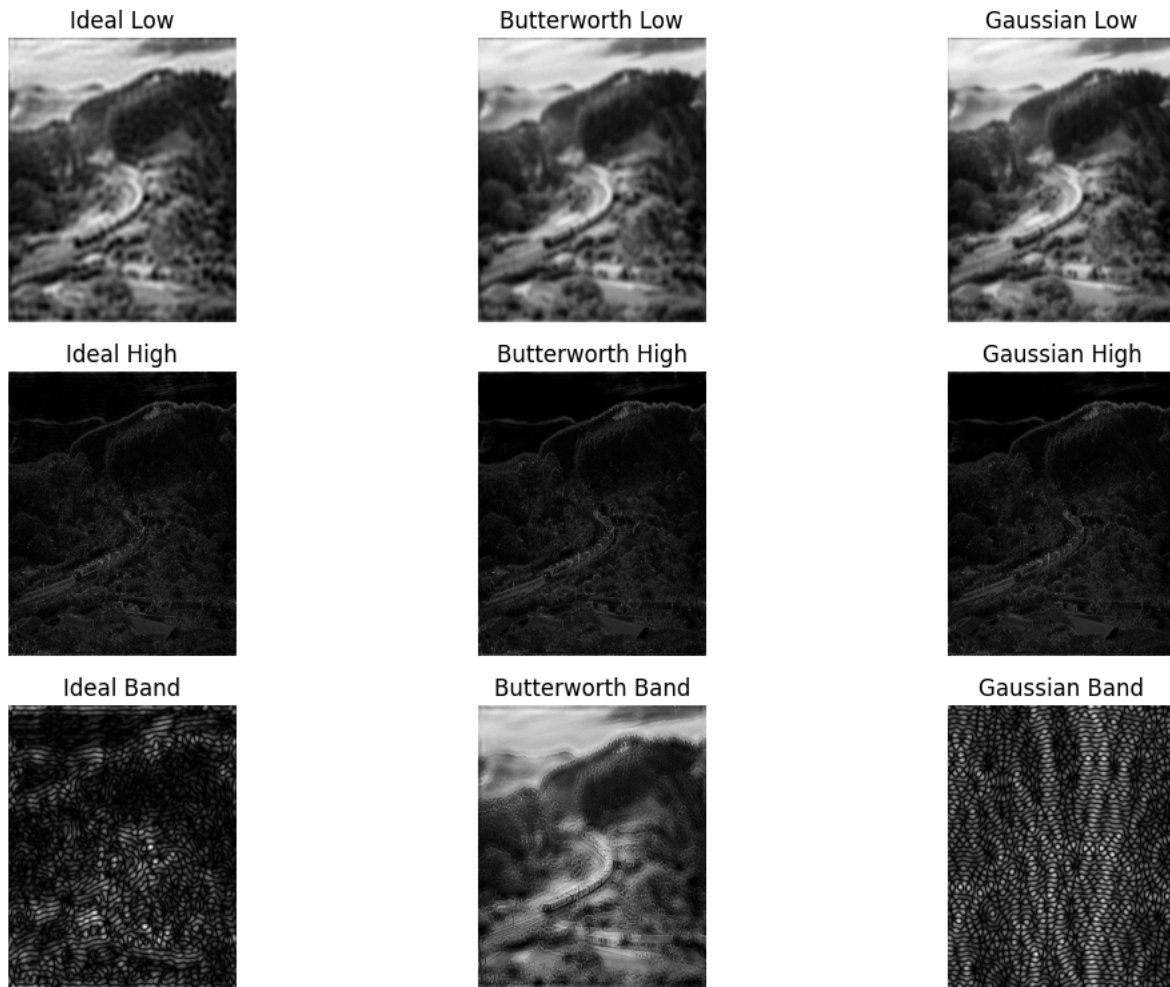 Ideal Low
Butterworth Low
Gaussian Low
Ideal High
Butterworth High
Gaussian High
Ideal Band
Butterworth Band
Gaussian Band